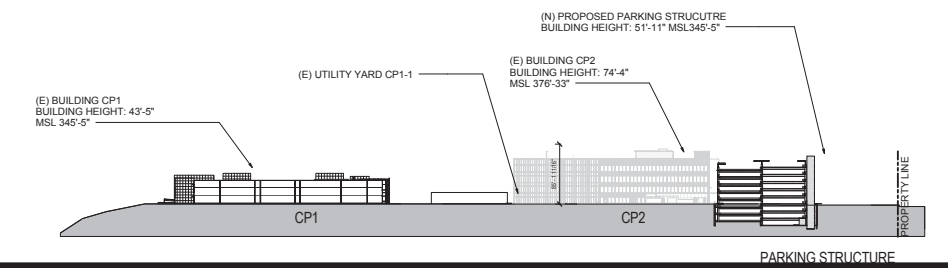 (N) PROPOSED PARKING STRUCUTRE
BUILDING HEIGHT: 51'-11" MSL345'-5"
(E) BUILDING CP2
BUILDING HEIGHT: 74'-4"
MSL 376'-33"
(E) UTILITY YARD CP1-1
(E) BUILDING CP1
BUILDING HEIGHT: 43'-5"
MSL 345'-5"
CP1
CP2
PROPERTY LINE
PARKING STRUCTURE